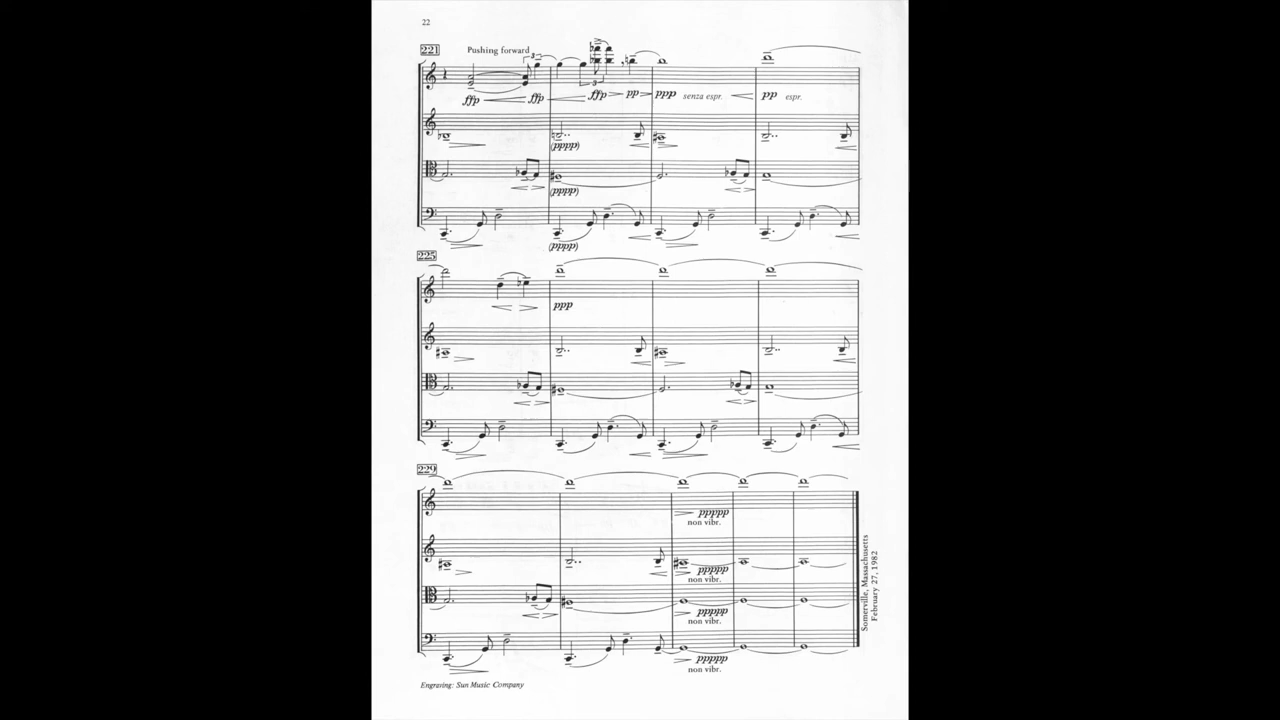 22
221
Pushing forward
3
3
ffp ffp ffp pp ppp senza espr. pp espr.
(pppp)
(pppp)
(pppp)
225
ppp
229
ppppp
non vibr.
ppppp
non vibr.
ppppp
non vibr.
ppppp
non vibr.
Somerville, Massachusetts
February 27, 1982
Engraving: Sun Music Company